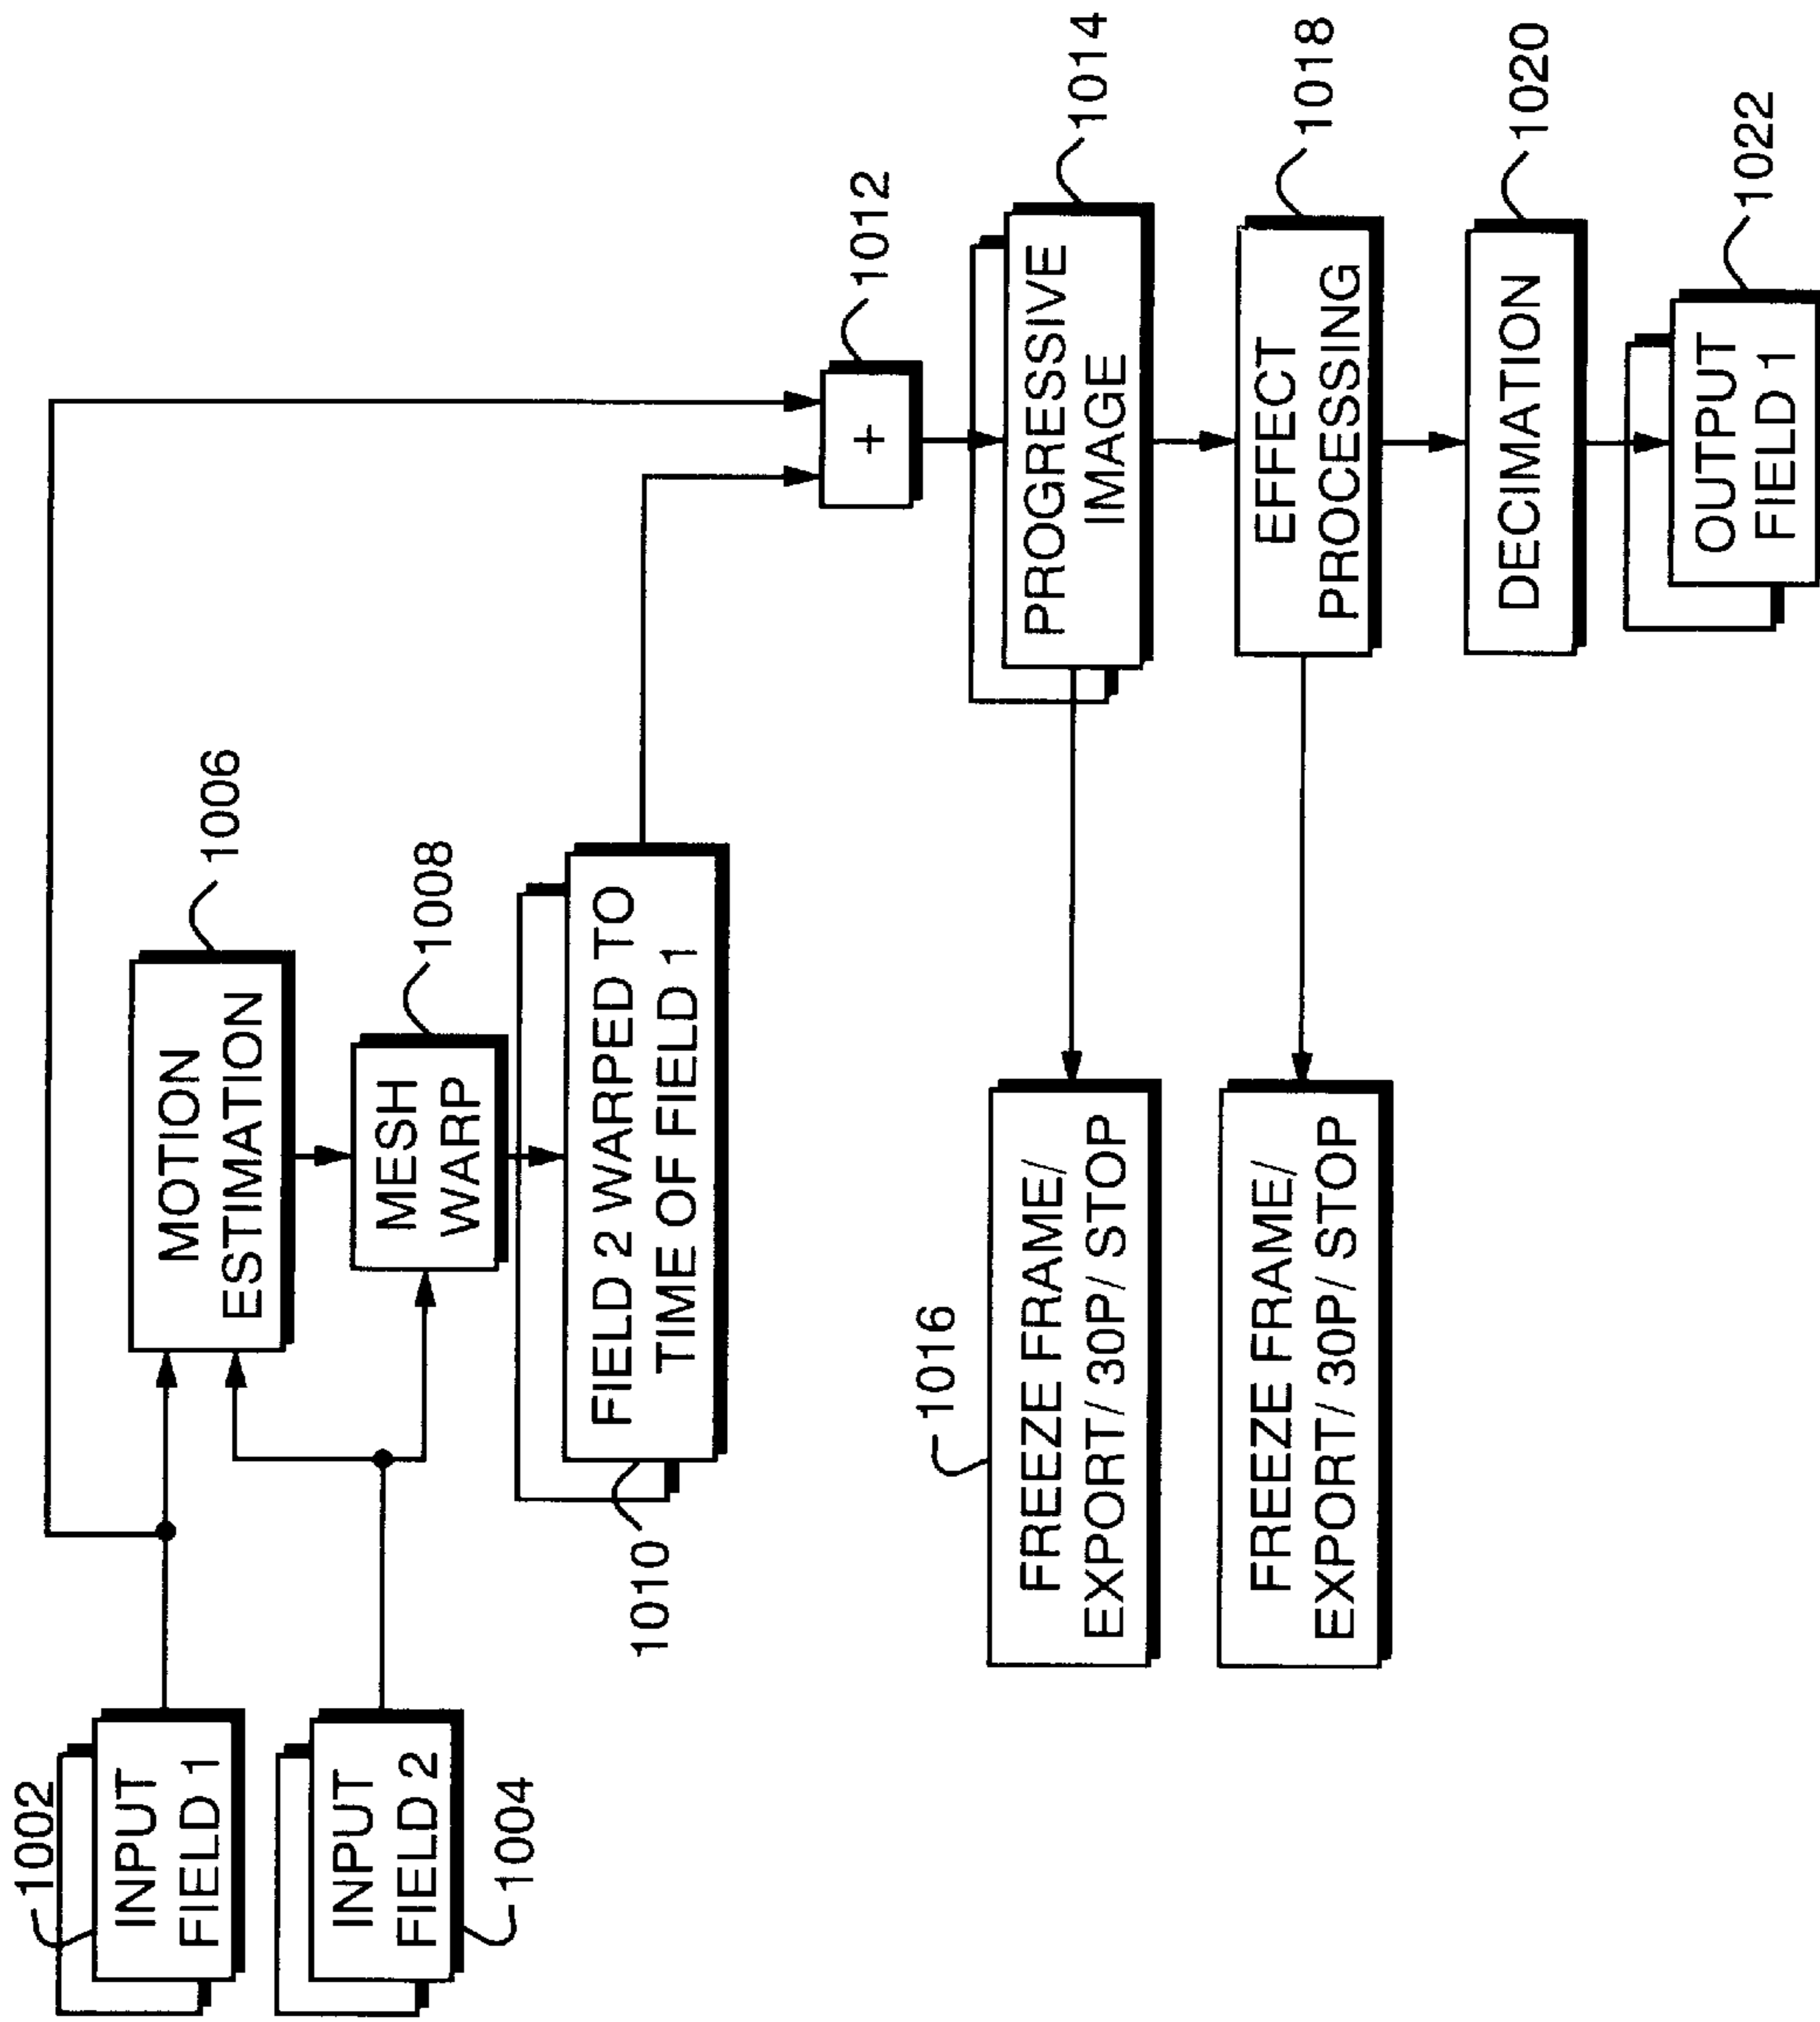 1002
INPUT
FIELD 1
INPUT
FIELD 2
1004
MOTION
ESTIMATION
1006
MESH
WARP
1008
FIELD 2 WARPED TO
TIME OF FIELD 1
1010
+
1012
PROGRESSIVE
IMAGE
1014
1016
FREEZE FRAME/
EXPORT/ 30P/ STOP
EFFECT
PROCESSING
1018
FREEZE FRAME/
EXPORT/ 30P/ STOP
DECIMATION
1020
OUTPUT
FIELD 1
1022